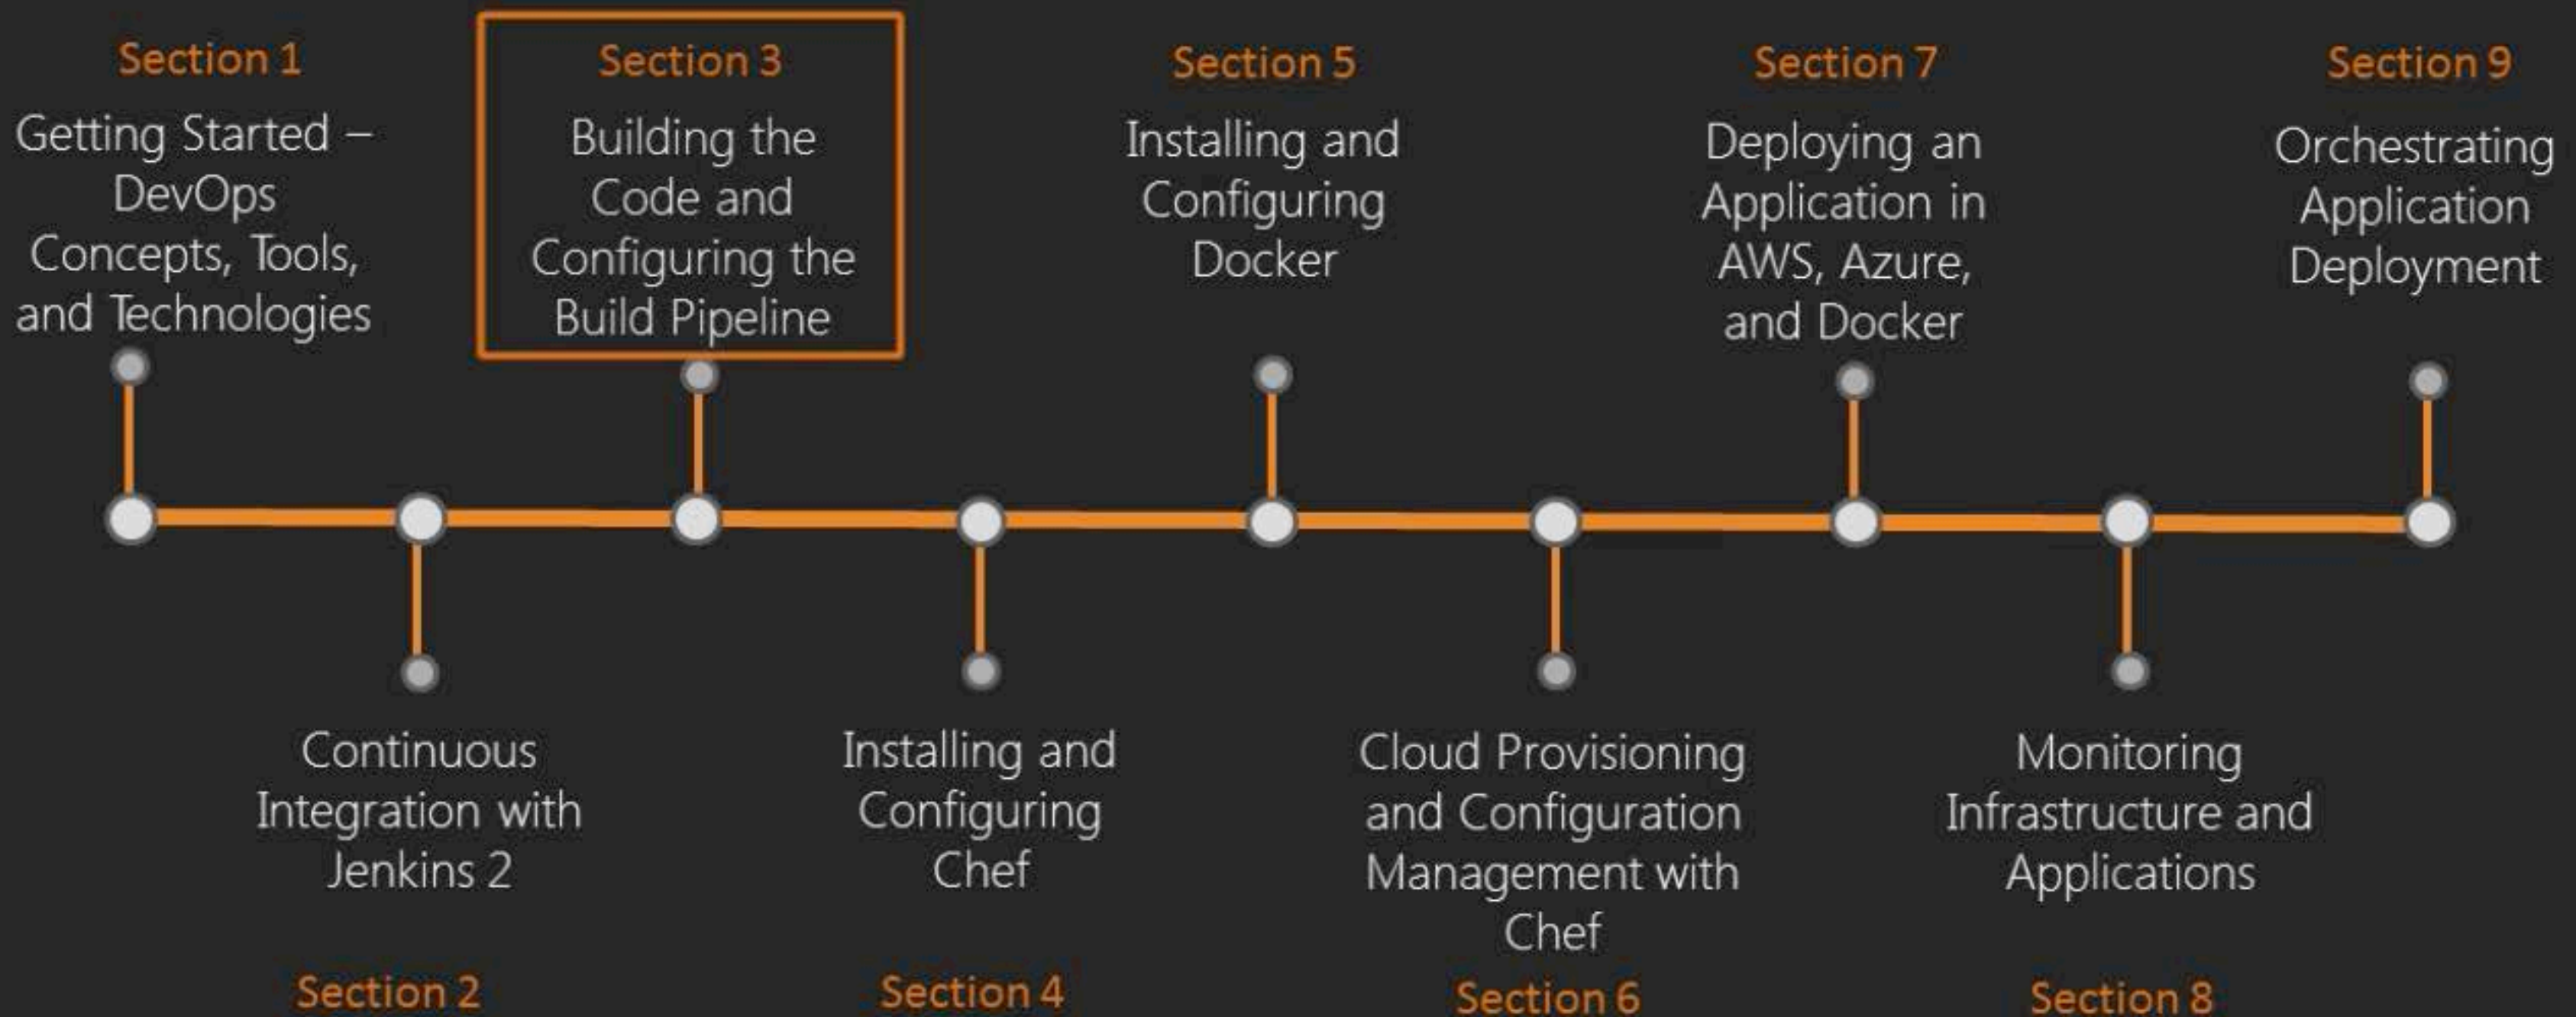 Section 1
Getting Started –
DevOps
Concepts, Tools,
and Technologies
Section 3
Building the
Code and
Configuring the
Build Pipeline
Section 5
Installing and
Configuring
Docker
Section 7
Deploying an
Application in
AWS, Azure,
and Docker
Section 9
Orchestrating
Application
Deployment
Continuous
Integration with
Jenkins 2
Section 2
Installing and
Configuring
Chef
Section 4
Cloud Provisioning
and Configuration
Management with
Chef
Section 6
Monitoring
Infrastructure and
Applications
Section 8